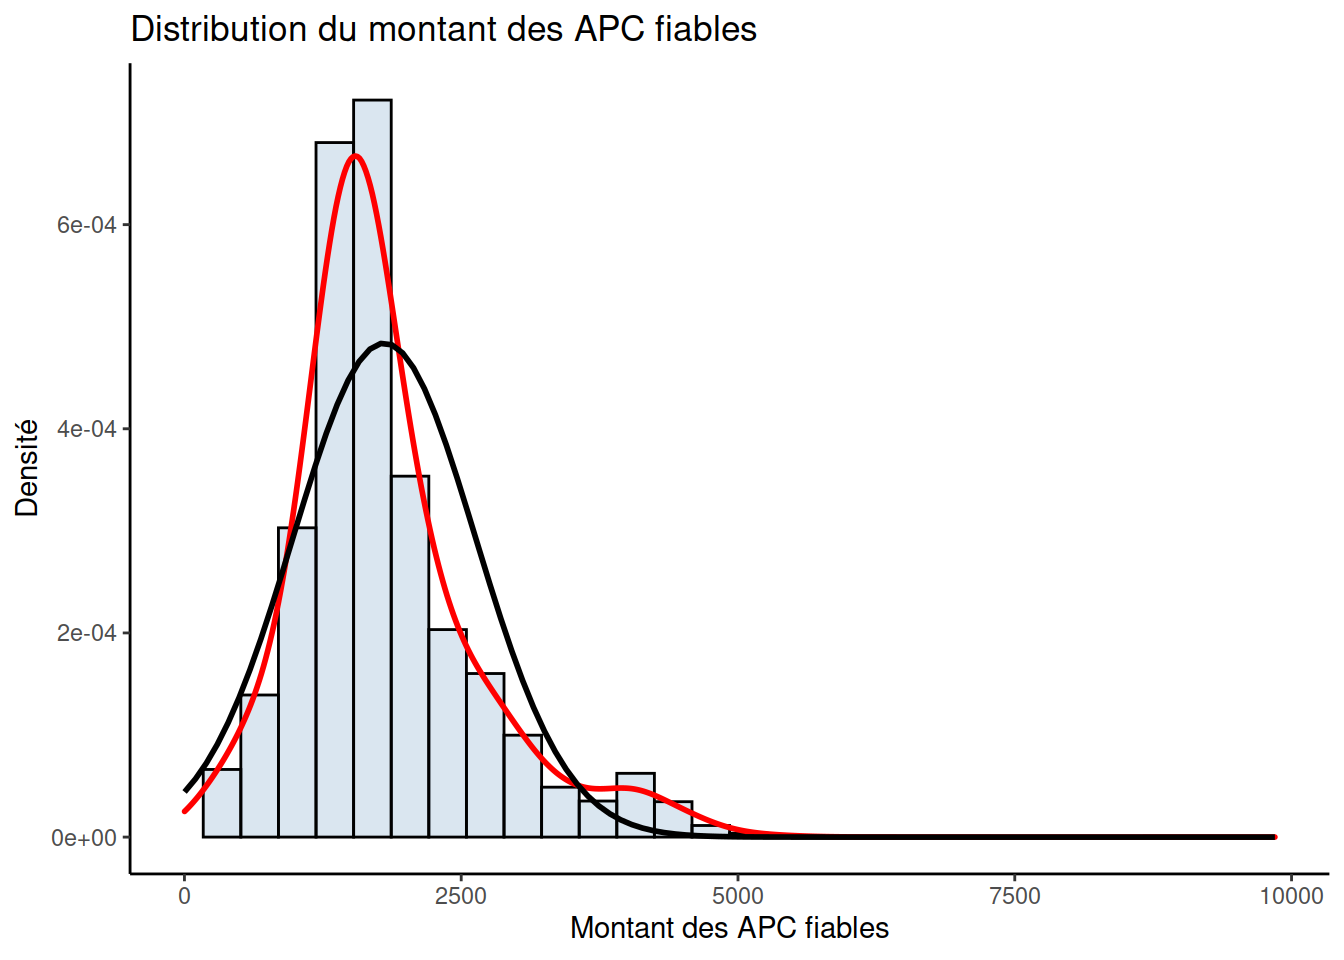 Distribution du montant des APC fiables
Densité
6e-04
4e-04
2e-04
0e+00
0 2500 5000 7500 10000
Montant des APC fiables